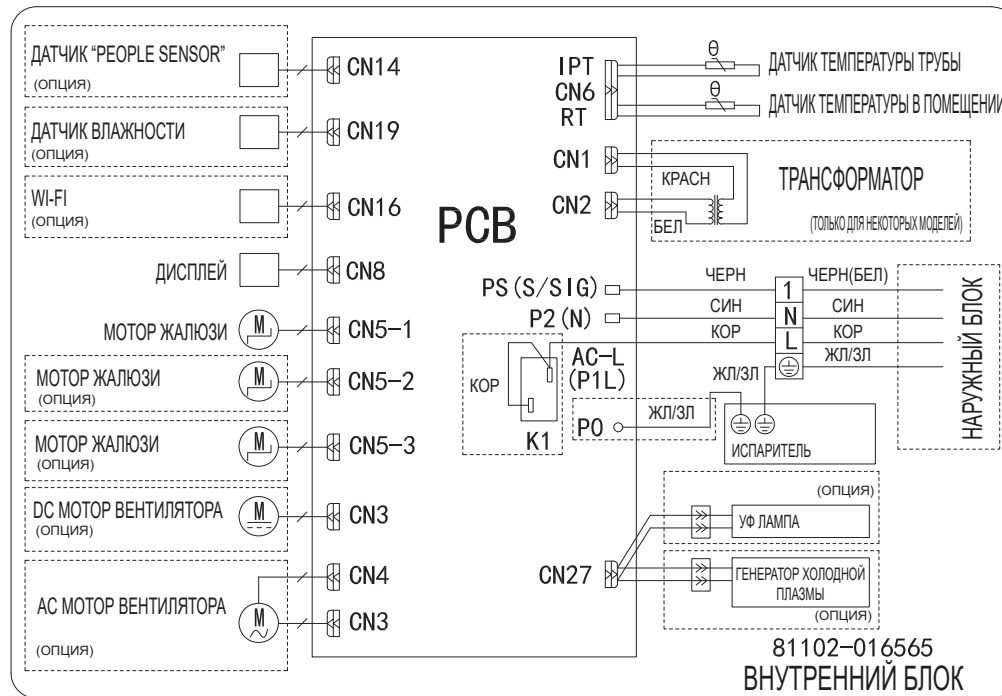 ДАТЧИК “PEOPLE SENSOR”
(ОПЦИЯ)
CN14
ДАТЧИК ВЛАЖНОСТИ
(ОПЦИЯ)
CN19
WI-FI
(ОПЦИЯ)
CN16
ДИСПЛЕЙ
CN8
МОТОР ЖАЛЮЗИ
M
CN5-1
МОТОР ЖАЛЮЗИ
(ОПЦИЯ)
M
CN5-2
МОТОР ЖАЛЮЗИ
(ОПЦИЯ)
M
CN5-3
DC МОТОР ВЕНТИЛЯТОРА
(ОПЦИЯ)
M
CN3
AC МОТОР ВЕНТИЛЯТОРА
(ОПЦИЯ)
M
CN4
CN3
PCB
IPT
CN6
RT
θ
ДАТЧИК ТЕМПЕРАТУРЫ ТРУБЫ
θ
ДАТЧИК ТЕМПЕРАТУРЫ В ПОМЕЩЕНИИ
CN1
CN2
КРАСН
БЕЛ
ТРАНСФОРМАТОР
(ТОЛЬКО ДЛЯ НЕКОТОРЫХ МОДЕЛЕЙ)
PS(S/SIG)
ЧЕРН
1
ЧЕРН(БЕЛ)
P2(N)
СИН
N
СИН
КОР
L
КОР
ЖЛ/ЗЛ
ЖЛ/ЗЛ
AC-L
(P1L)
КОР
K1
P0
ЖЛ/ЗЛ
ИСПАРИТЕЛЬ
НАРУЖНЫЙ БЛОК
CN27
(ОПЦИЯ)
УФ ЛАМПА
ГЕНЕРАТОР ХОЛОДНОЙ
ПЛАЗМЫ
(ОПЦИЯ)
81102-016565
ВНУТРЕННИЙ БЛОК